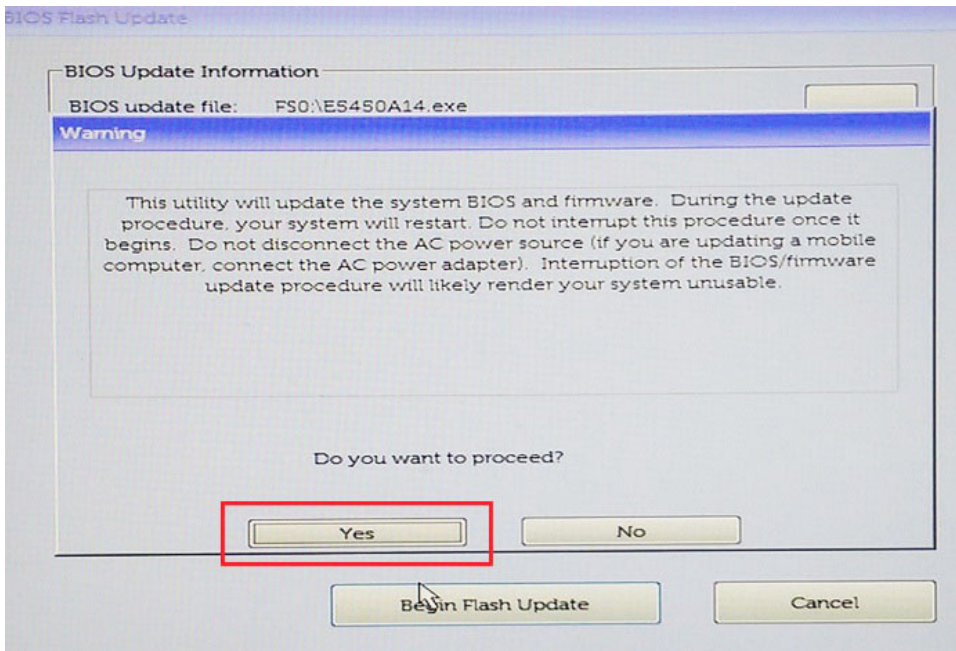 BIOS Flash Update
BIOS Update Information
BIOS update file: FS0:\E5450A14.exe
Warning
This utility will update the system BIOS and firmware. During the update
procedure, your system will restart. Do not interrupt this procedure once it
begins. Do not disconnect the AC power source (if you are updating a mobile
computer, connect the AC power adapter). Interruption of the BIOS/firmware
update procedure will likely render your system unusable.
Do you want to proceed?
Yes No
Begin Flash Update Cancel